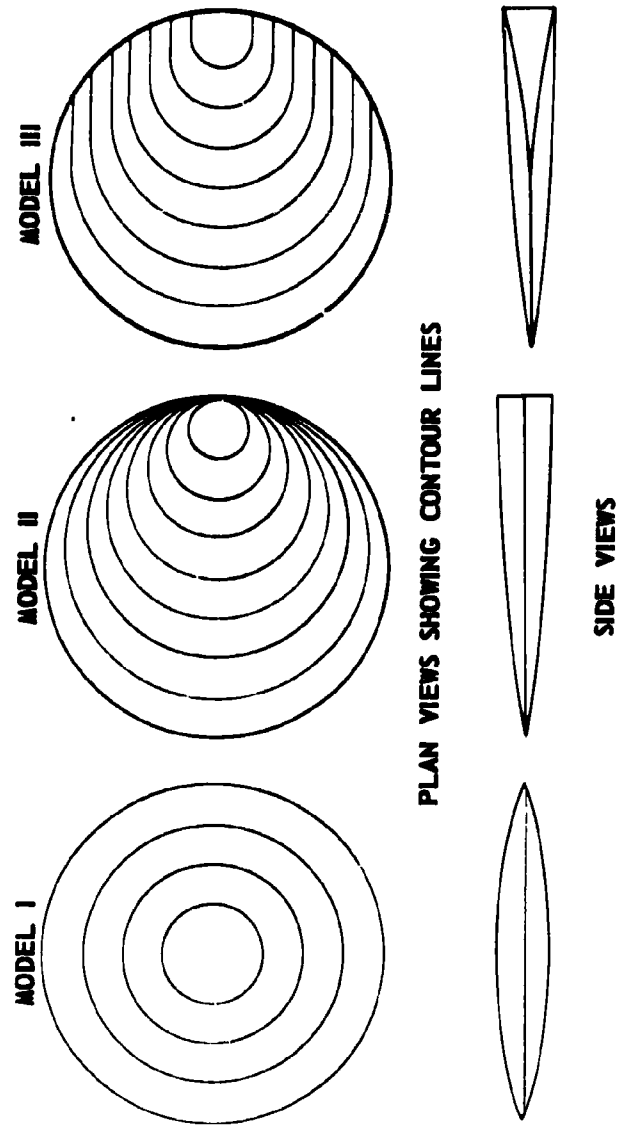 MODEL I
MODEL II
MODEL III
PLAN VIEWS SHOWING CONTOUR LINES
SIDE VIEWS